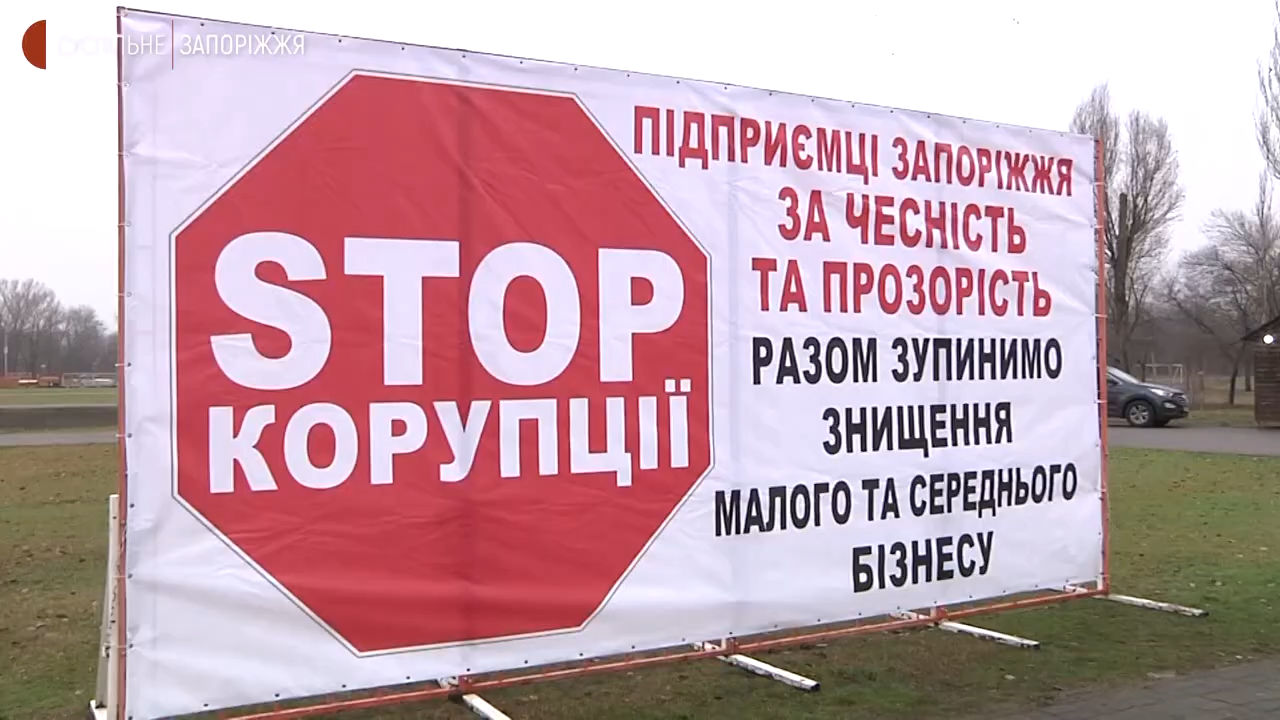 СУСПІЛЬНЕ ЗАПОРІЖЖЯ
STOP
КОРУПЦІЇ
ПІДПРИЄМЦІ ЗАПОРІЖЖЯ
ЗА ЧЕСНІСТЬ
ТА ПРОЗОРІСТЬ
РАЗОМ ЗУПИНИМО
ЗНИЩЕННЯ
МАЛОГО ТА СЕРЕДНЬОГО
БІЗНЕСУ